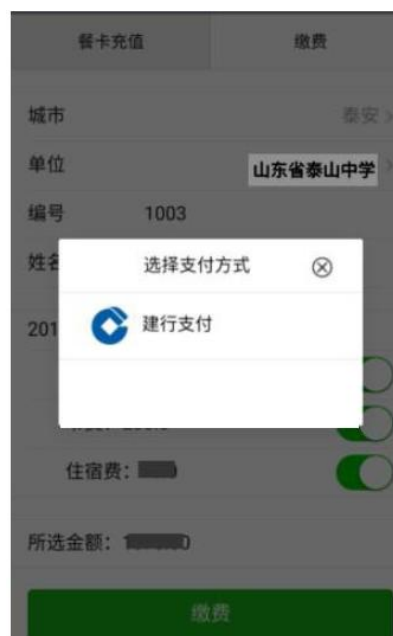 餐卡充值 缴费
城市 泰安 >
单位 山东省泰山中学 >
编号 1003
姓名
选择支付方式
201
建行支付
住宿费：
所选金额：
缴费